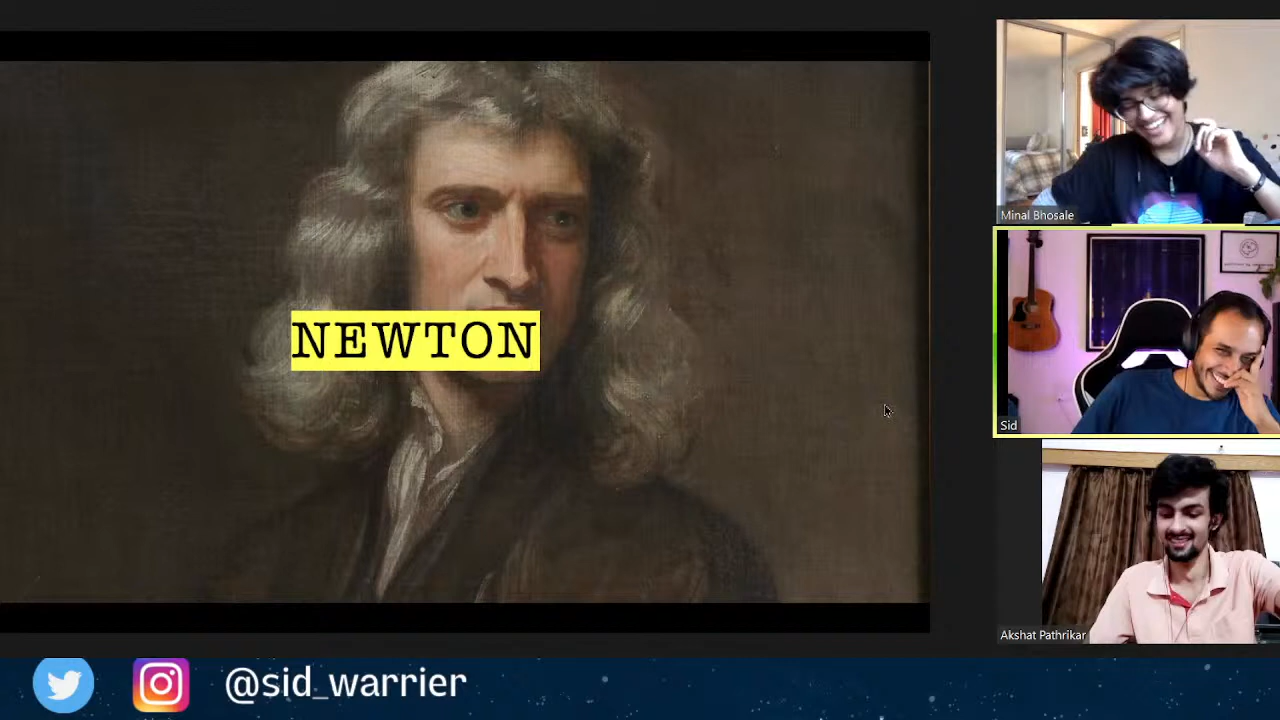 NEWTON
Minal Bhosale
Sid
Akshat Pathrikar
@sid_warrier